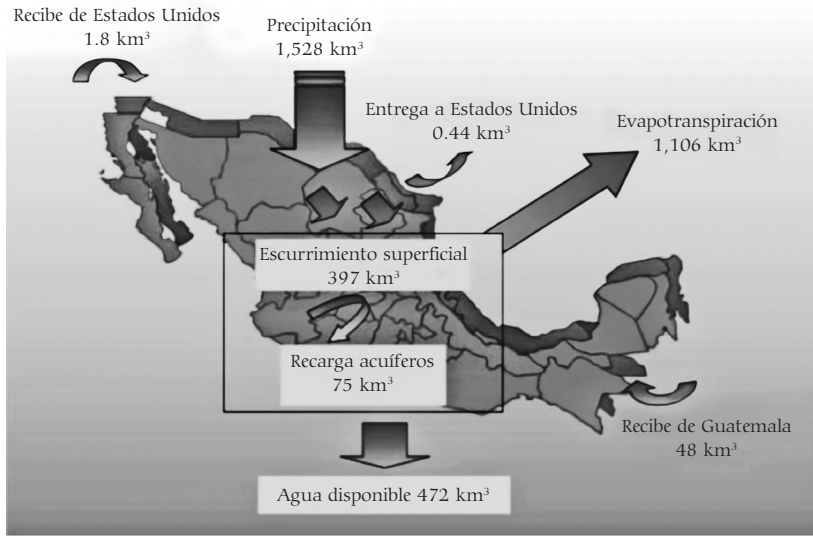 Recibe de Estados Unidos
1.8 km³
Precipitación
1,528 km³
Entrega a Estados Unidos
0.44 km³
Evapotranspiración
1,106 km³
Escurrimiento superficial
397 km³
Recarga acuíferos
75 km³
Recibe de Guatemala
48 km³
Agua disponible 472 km³